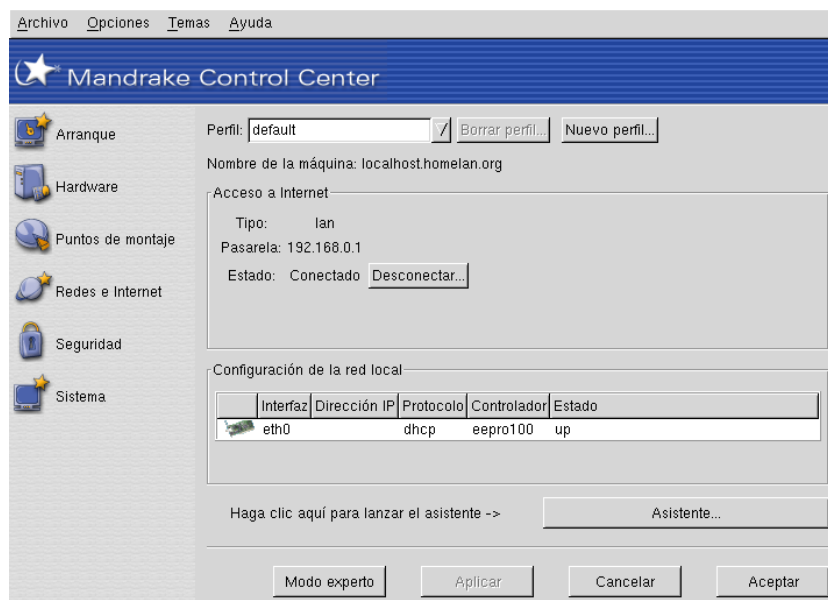 Archivo Opciones Temas Ayuda
Mandrake Control Center
Arranque
Hardware
Puntos de montaje
Redes e Internet
Seguridad
Sistema
Perfil: default Borrar perfil... Nuevo perfil...
Nombre de la máquina: localhost.homelan.org
Acceso a Internet
Tipo: lan
Pasarela: 192.168.0.1
Estado: Conectado Desconectar...
Configuración de la red local
Interfaz Dirección IP Protocolo Controlador Estado
eth0 dhcp eepro100 up
Haga clic aquí para lanzar el asistente -> Asistente...
Modo experto Aplicar Cancelar Aceptar